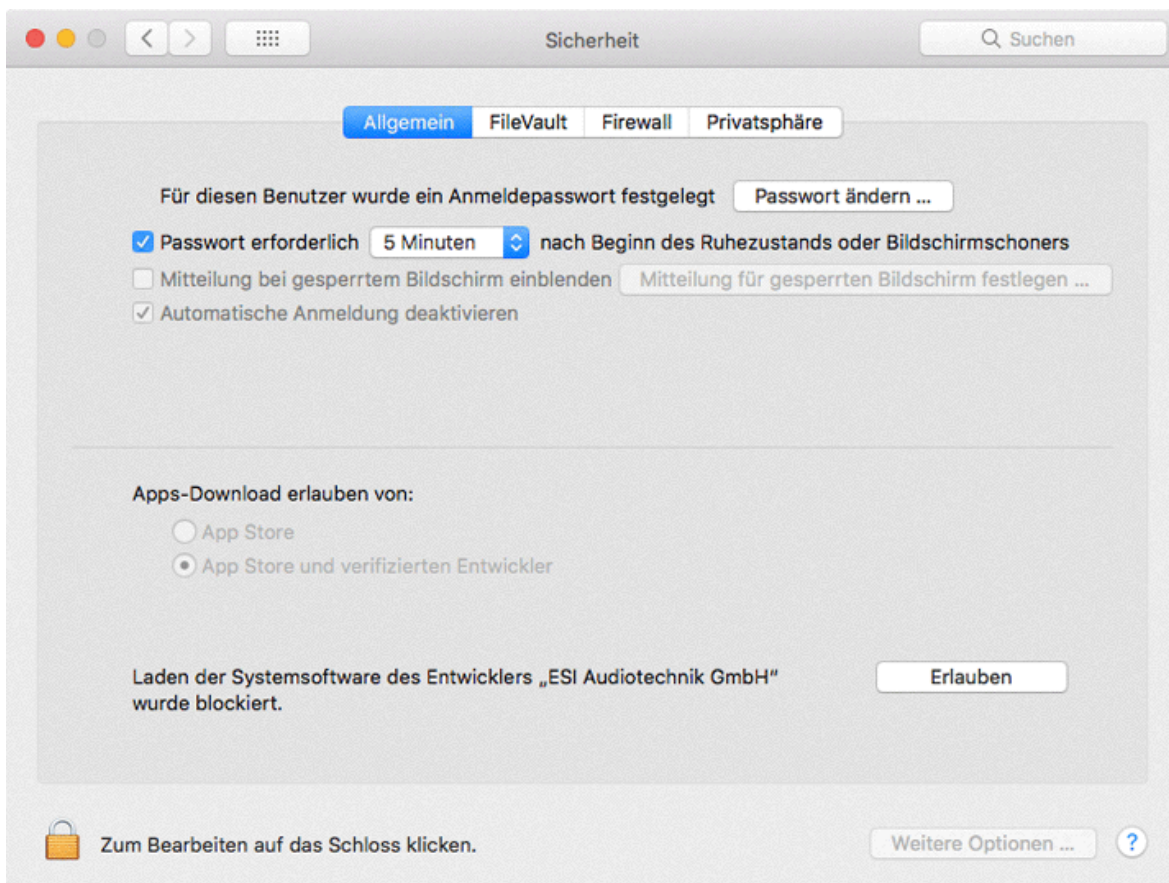 Sicherheit
Suchen
Allgemein FileVault Firewall Privatsphäre
Für diesen Benutzer wurde ein Anmeldepasswort festgelegt Passwort ändern ...
Passwort erforderlich 5 Minuten nach Beginn des Ruhezustands oder Bildschirmschoners
Mitteilung bei gesperrtem Bildschirm einblenden Mitteilung für gesperrten Bildschirm festlegen ...
Automatische Anmeldung deaktivieren
Apps-Download erlauben von:
App Store
App Store und verifizierten Entwickler
Laden der Systemsoftware des Entwicklers „ESI Audiotechnik GmbH“ Erlauben
wurde blockiert.
Zum Bearbeiten auf das Schloss klicken. Weitere Optionen ... ?